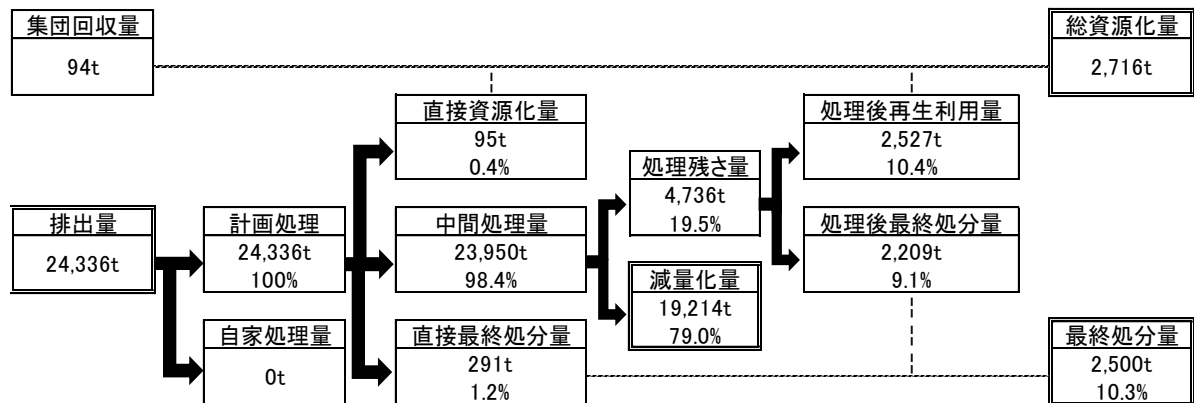 集団回収量
94t
総資源化量
2,716t
直接資源化量
95t
0.4%
処理後再生利用量
2,527t
10.4%
処理残さ量
4,736t
19.5%
排出量
24,336t
計画処理
24,336t
100%
中間処理量
23,950t
98.4%
処理後最終処分量
2,209t
9.1%
減量化量
19,214t
79.0%
自家処理量
0t
直接最終処分量
291t
1.2%
最終処分量
2,500t
10.3%